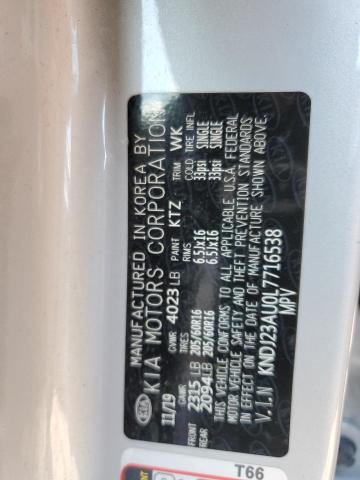 MANUFACTURED IN KOREA BY
KIA MOTORS CORPORATION
11/19 GVWR 4023 LB PAINT KTZ TRIM WK
TIRES RIMS COLD TIRE INFL
FRONT 2315 LB 205/60R16 6.5Jx16 33psi SINGLE
REAR 2094 LB 205/60R16 6.5Jx16 33psi SINGLE
THIS VEHICLE CONFORMS TO ALL APPLICABLE U.S.A. FEDERAL
MOTOR VEHICLE SAFETY AND THEFT PREVENTION STANDARDS
IN EFFECT ON THE DATE OF MANUFACTURE SHOWN ABOVE.
V.I.N KNDJ23AU0L7716538
MPV
T66